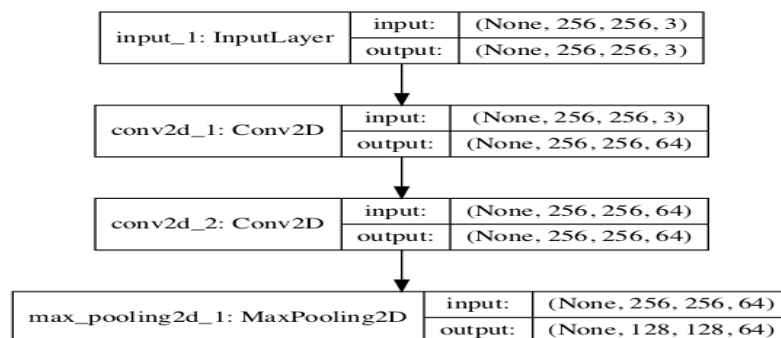 input_1: InputLayer
input: (None, 256, 256, 3)
output: (None, 256, 256, 3)
conv2d_1: Conv2D
input: (None, 256, 256, 3)
output: (None, 256, 256, 64)
conv2d_2: Conv2D
input: (None, 256, 256, 64)
output: (None, 256, 256, 64)
max_pooling2d_1: MaxPooling2D
input: (None, 256, 256, 64)
output: (None, 128, 128, 64)